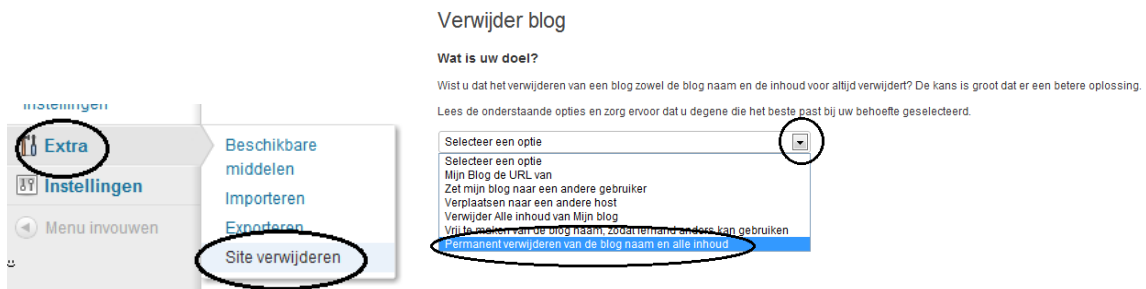 Instellingen
Extra
Instellingen
Menu invouwen
Beschikbare
middelen
Importeren
Exporteren
Site verwijderen
Verwijder blog
Wat is uw doel?
Wist u dat het verwijderen van een blog zowel de blog naam en de inhoud voor altijd verwijdert? De kans is groot dat er een betere oplossing.
Lees de onderstaande opties en zorg ervoor dat u degene die het beste past bij uw behoefte geselecteerd.
Selecteer een optie
Selecteer een optie
Mijn Blog de URL van
Zet mijn blog naar een andere gebruiker
Verplaatsen naar een andere host
Verwijder Alle inhoud van Mijn blog
Vrij te maken van de blog naam, zodat iemand anders kan gebruiken
Permanent verwijderen van de blog naam en alle inhoud